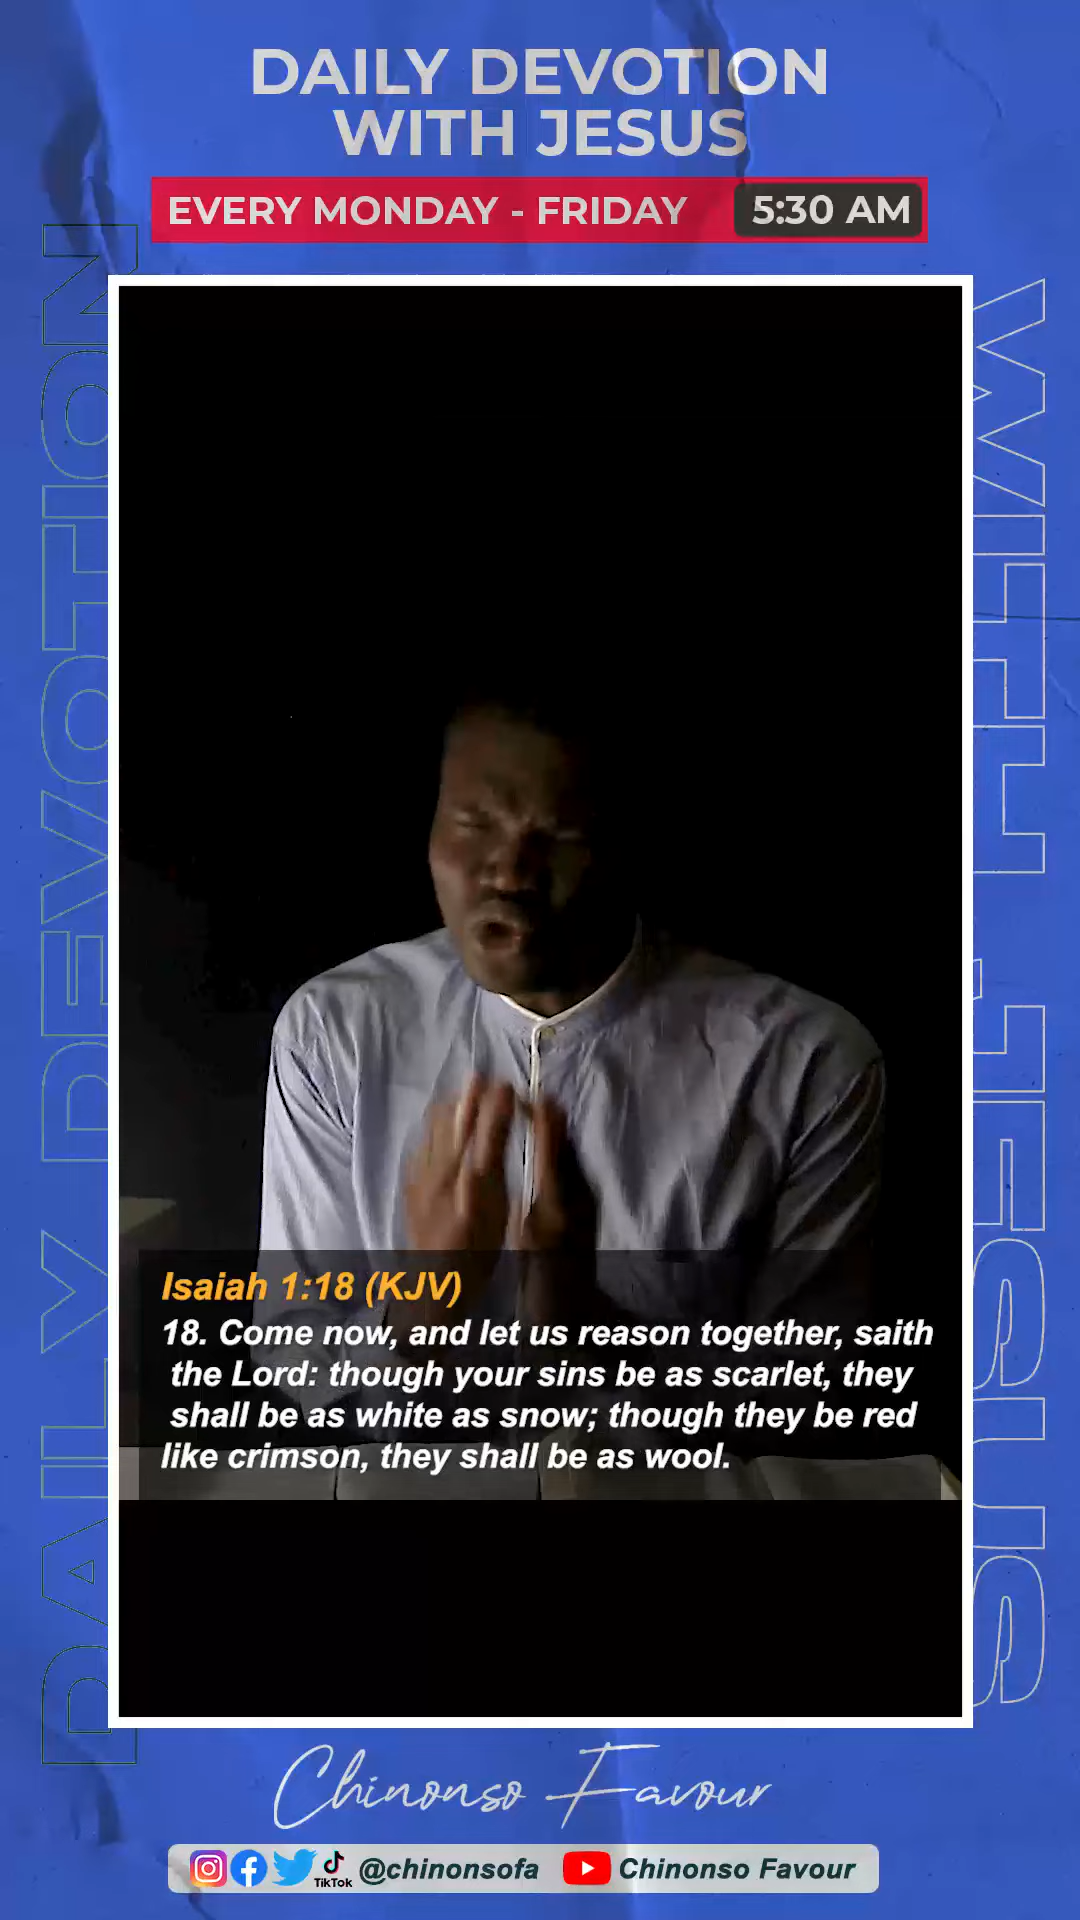 DAILY DEVOTION
WITH JESUS
EVERY MONDAY - FRIDAY 5:30 AM
DAILY DEVOTION
WITH JESUS
Isaiah 1:18 (KJV)
18. Come now, and let us reason together, saith
the Lord: though your sins be as scarlet, they
shall be as white as snow; though they be red
like crimson, they shall be as wool.
Chinonso Favour
TikTok @chinonsofa Chinonso Favour